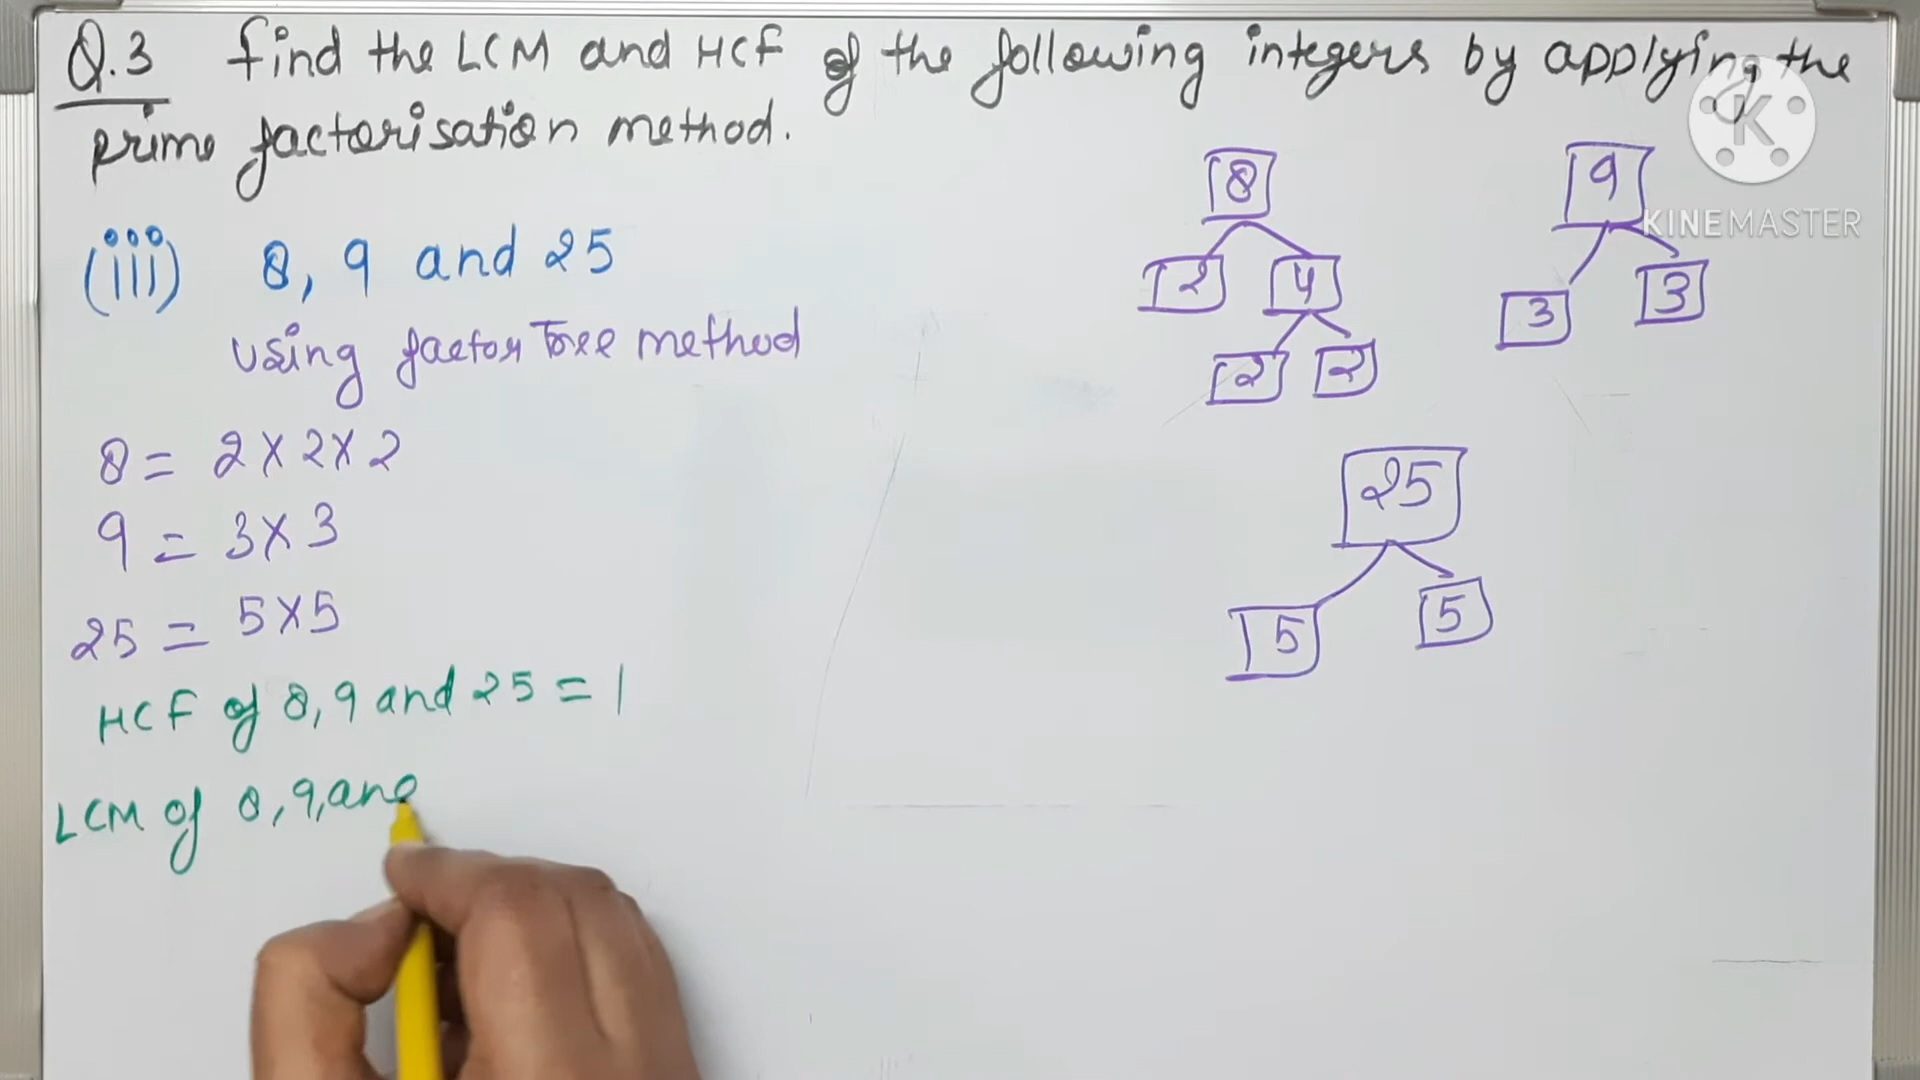 Q.3 find the LCM and HCF of the following integers by applying the
prime factorisation method.
(iii) 8, 9 and 25
using factor Tree method
8 = 2 × 2 × 2
9 = 3 × 3
25 = 5 × 5
HCF of 8, 9 and 25 = 1
LCM of 8, 9, and
8
2 4
2 2
9
3 3
25
5 5
K
KINEMASTER